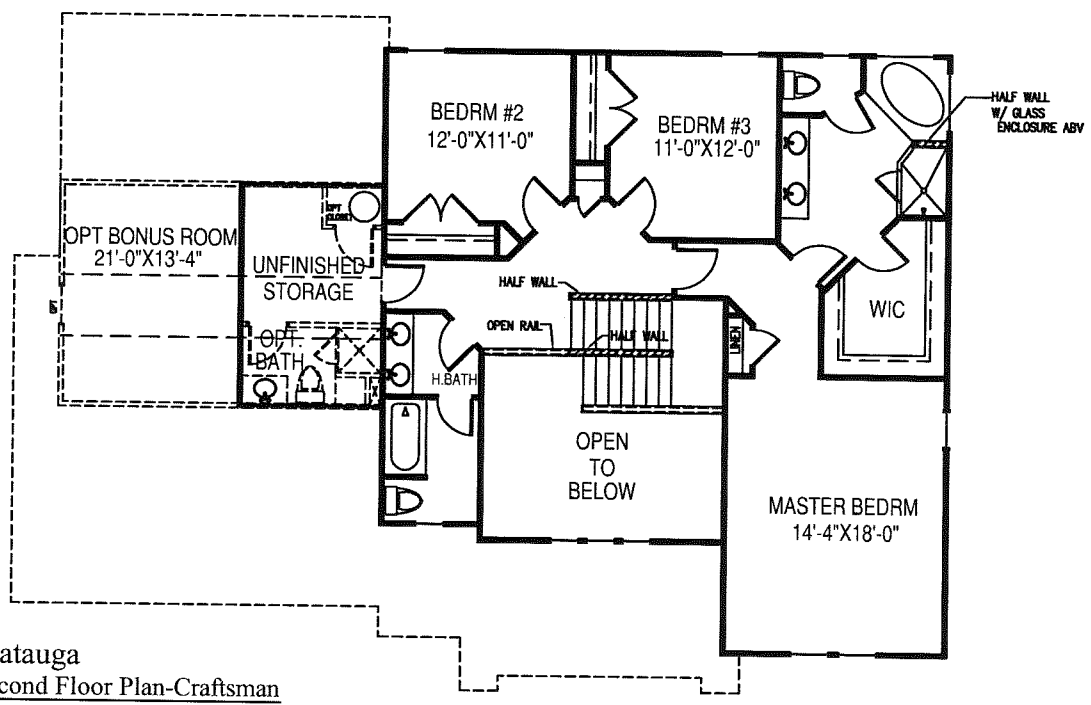 BEDRM #2
12'-0"X11'-0"
BEDRM #3
11'-0"X12'-0"
HALF WALL
W/ GLASS
ENCLOSURE ABV
OPT
CLOSET
OPT BONUS ROOM
21'-0"X13'-4"
UNFINISHED
STORAGE
OPT
HALF WALL
OPEN RAIL
HALF WALL
LINEN
WIC
OPT.
BATH
H.BATH
OPEN
TO
BELOW
MASTER BEDRM
14'-4"X18'-0"
atauga
cond Floor Plan-Craftsman